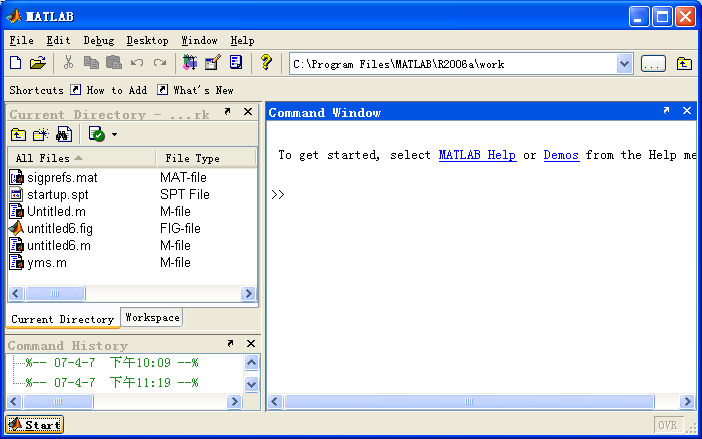 MATLAB
File Edit Debug Desktop Window Help
C:\Program Files\MATLAB\R2006a\work ...
Shortcuts How to Add What's New
Current Directory - ...rk
All Files File Type
sigprefs.mat MAT-file
startup.spt SPT File
Untitled.m M-file
untitled6.fig FIG-file
untitled6.m M-file
yms.m M-file
Current Directory Workspace
Command History
%-- 07-4-7 下午10:09 --%
%-- 07-4-7 下午11:19 --%
Command Window
To get started, select MATLAB Help or Demos from the Help me
>>
Start
OVR